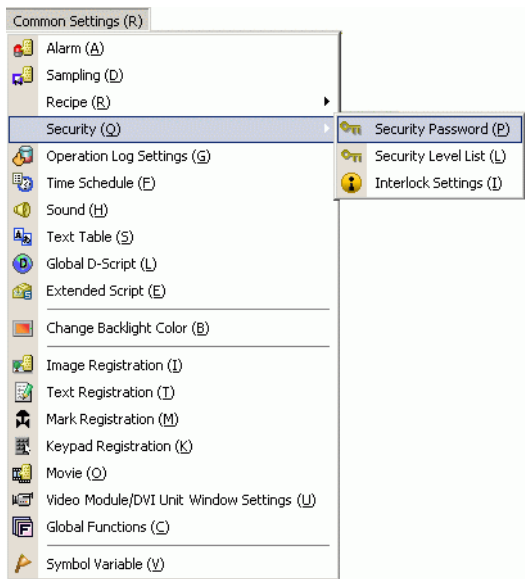 Common Settings (R)
Alarm (A)
Sampling (D)
Recipe (R)
Security (Q)
Security Password (P)
Security Level List (L)
Interlock Settings (I)
Operation Log Settings (G)
Time Schedule (F)
Sound (H)
Text Table (S)
Global D-Script (L)
Extended Script (E)
Change Backlight Color (B)
Image Registration (I)
Text Registration (T)
Mark Registration (M)
Keypad Registration (K)
Movie (O)
Video Module/DVI Unit Window Settings (U)
Global Functions (C)
Symbol Variable (V)